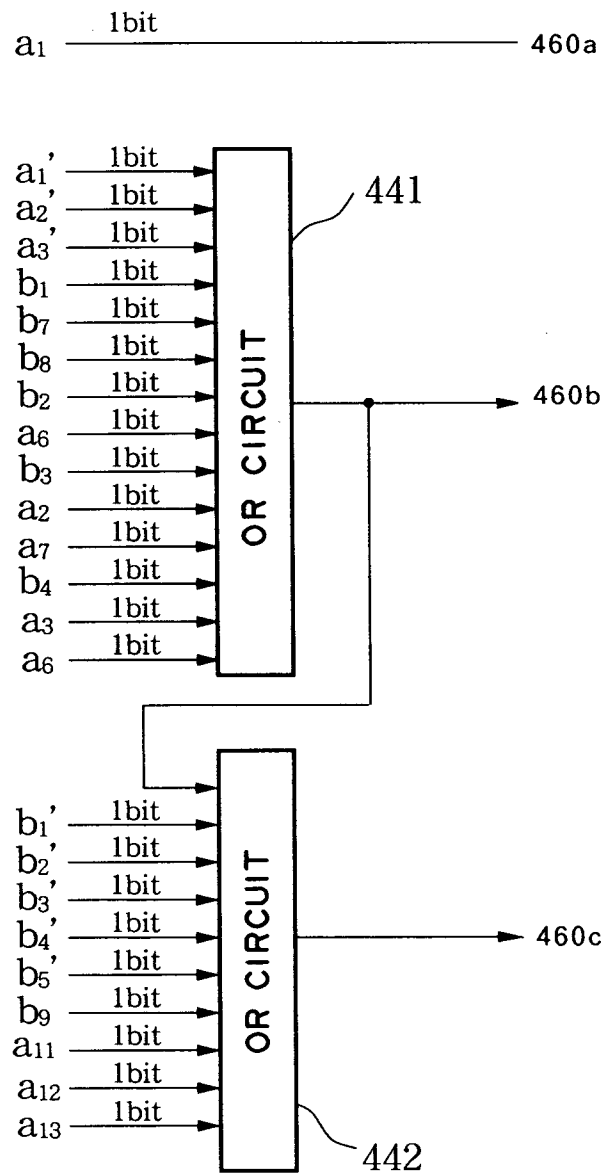 a1 1bit 460a
a1' 1bit
a2' 1bit
a3' 1bit
b1 1bit
b7 1bit
b8 1bit
b2 1bit
a6 1bit
b3 1bit
a2 1bit
a7 1bit
b4 1bit
a3 1bit
a6 1bit
OR CIRCUIT
441
460b
b1' 1bit
b2' 1bit
b3' 1bit
b4' 1bit
b5' 1bit
b9 1bit
a11 1bit
a12 1bit
a13 1bit
OR CIRCUIT
460c
442